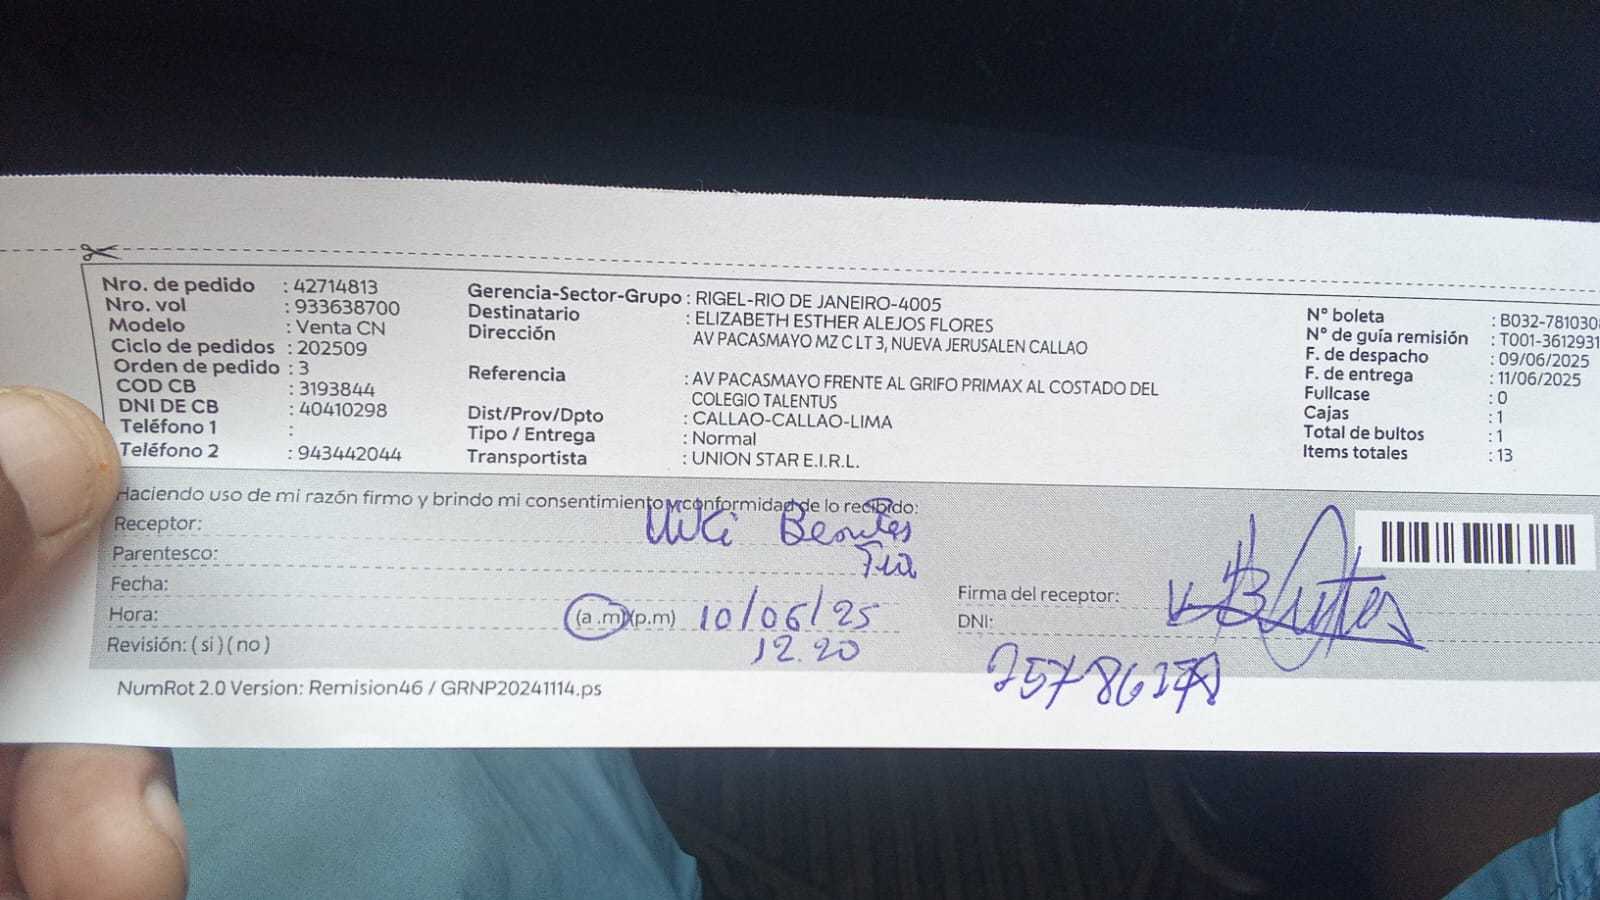 Nro. de pedido : 42714813
Nro. vol : 933638700
Modelo : Venta CN
Ciclo de pedidos : 202509
Orden de pedido : 3
COD CB : 3193844
DNI DE CB : 40410298
Teléfono 1 :
Teléfono 2 : 943442044
Gerencia-Sector-Grupo : RIGEL-RIO DE JANEIRO-4005
Destinatario : ELIZABETH ESTHER ALEJOS FLORES
Dirección AV PACASMAYO MZ C LT 3, NUEVA JERUSALEN CALLAO
Referencia : AV PACASMAYO FRENTE AL GRIFO PRIMAX AL COSTADO DEL
COLEGIO TALENTUS
Dist/Prov/Dpto : CALLAO-CALLAO-LIMA
Tipo / Entrega : Normal
Transportista : UNION STAR E.I.R.L.
N° boleta : B032-7810308
N° de guía remisión : T001-3612931
F. de despacho : 09/06/2025
F. de entrega : 11/06/2025
Fullcase : 0
Cajas : 1
Total de bultos : 1
Items totales : 13
Haciendo uso de mi razón firmo y brindo mi consentimiento y conformidad de lo recibido:
Receptor: Benites
Parentesco: Tia
Fecha: 10/06/25
Hora: (a .m)(p.m) 12.20
Revisión: ( si ) ( no )
Firma del receptor:
DNI:
NumRot 2.0 Version: Remision46 / GRNP20241114.ps